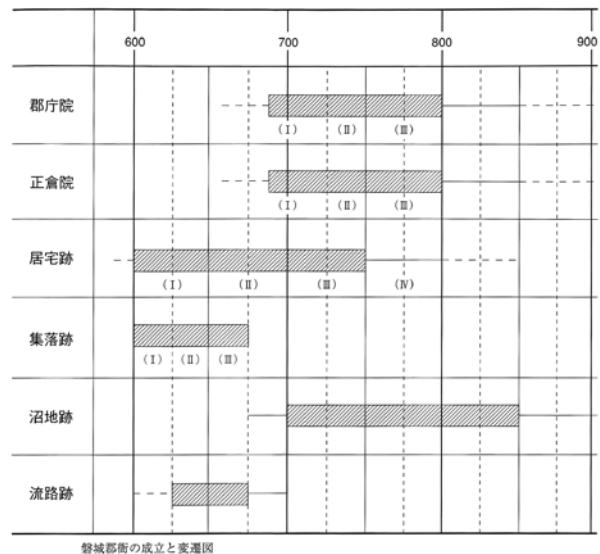 600 700 800 900
郡庁院
(Ⅰ) (Ⅱ) (Ⅲ)
正倉院
(Ⅰ) (Ⅱ) (Ⅲ)
居宅跡
(Ⅰ) (Ⅱ) (Ⅲ) (Ⅳ)
集落跡
(Ⅰ) (Ⅱ) (Ⅲ)
沼地跡
流路跡
磐城郡衙の成立と変遷図